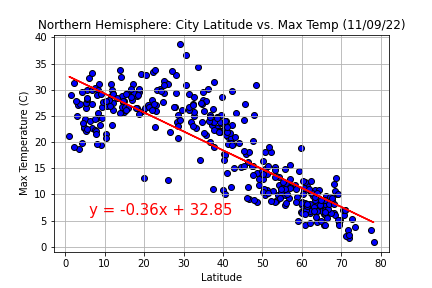 Northern Hemisphere: City Latitude vs. Max Temp (11/09/22)
Max Temperature (C)
40
35
30
25
20
15
10
5
0
y = -0.36x + 32.85
0 10 20 30 40 50 60 70 80
Latitude